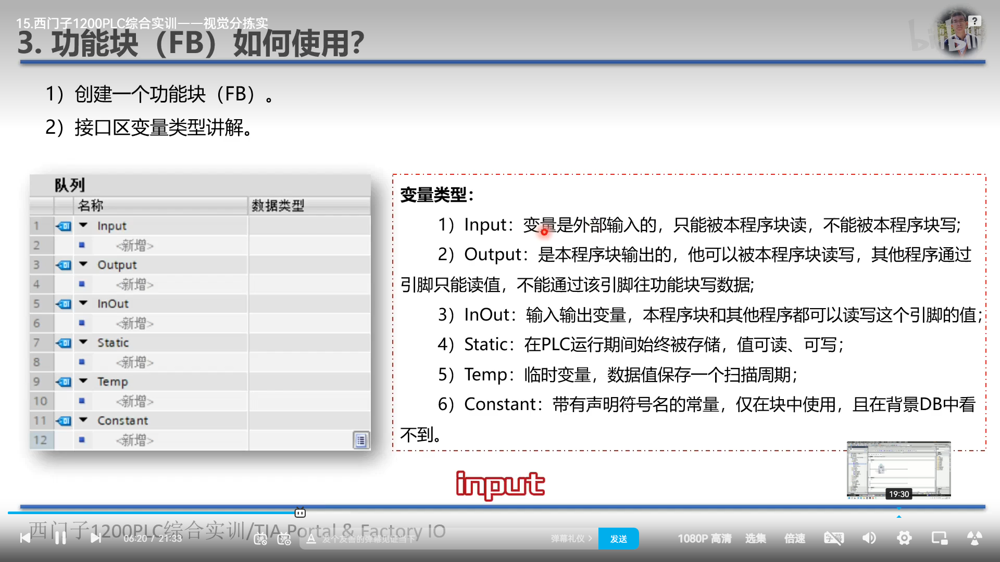 15.西门子1200PLC综合实训——视觉分拣实
3. 功能块（FB）如何使用？
1）创建一个功能块（FB）。
2）接口区变量类型讲解。
队列
名称 数据类型
1 Input
2 <新增>
3 Output
4 <新增>
5 InOut
6 <新增>
7 Static
8 <新增>
9 Temp
10 <新增>
11 Constant
12 <新增>
变量类型：
1）Input：变量是外部输入的，只能被本程序块读，不能被本程序块写；
2）Output：是本程序块输出的，他可以被本程序块读写，其他程序通过
引脚只能读值，不能通过该引脚往功能块写数据；
3）InOut：输入输出变量，本程序块和其他程序都可以读写这个引脚的值；
4）Static：在PLC运行期间始终被存储，值可读、可写；
5）Temp：临时变量，数据值保存一个扫描周期；
6）Constant：带有声明符号名的常量，仅在块中使用，且在背景DB中看
不到。
input
19:30
西门子1200PLC综合实训/TIA Portal & Factory IO
06:20 / 21:33
发个友善的弹幕见证当下
弹幕礼仪 >
发送
1080P 高清
选集
倍速
字幕
bilibili